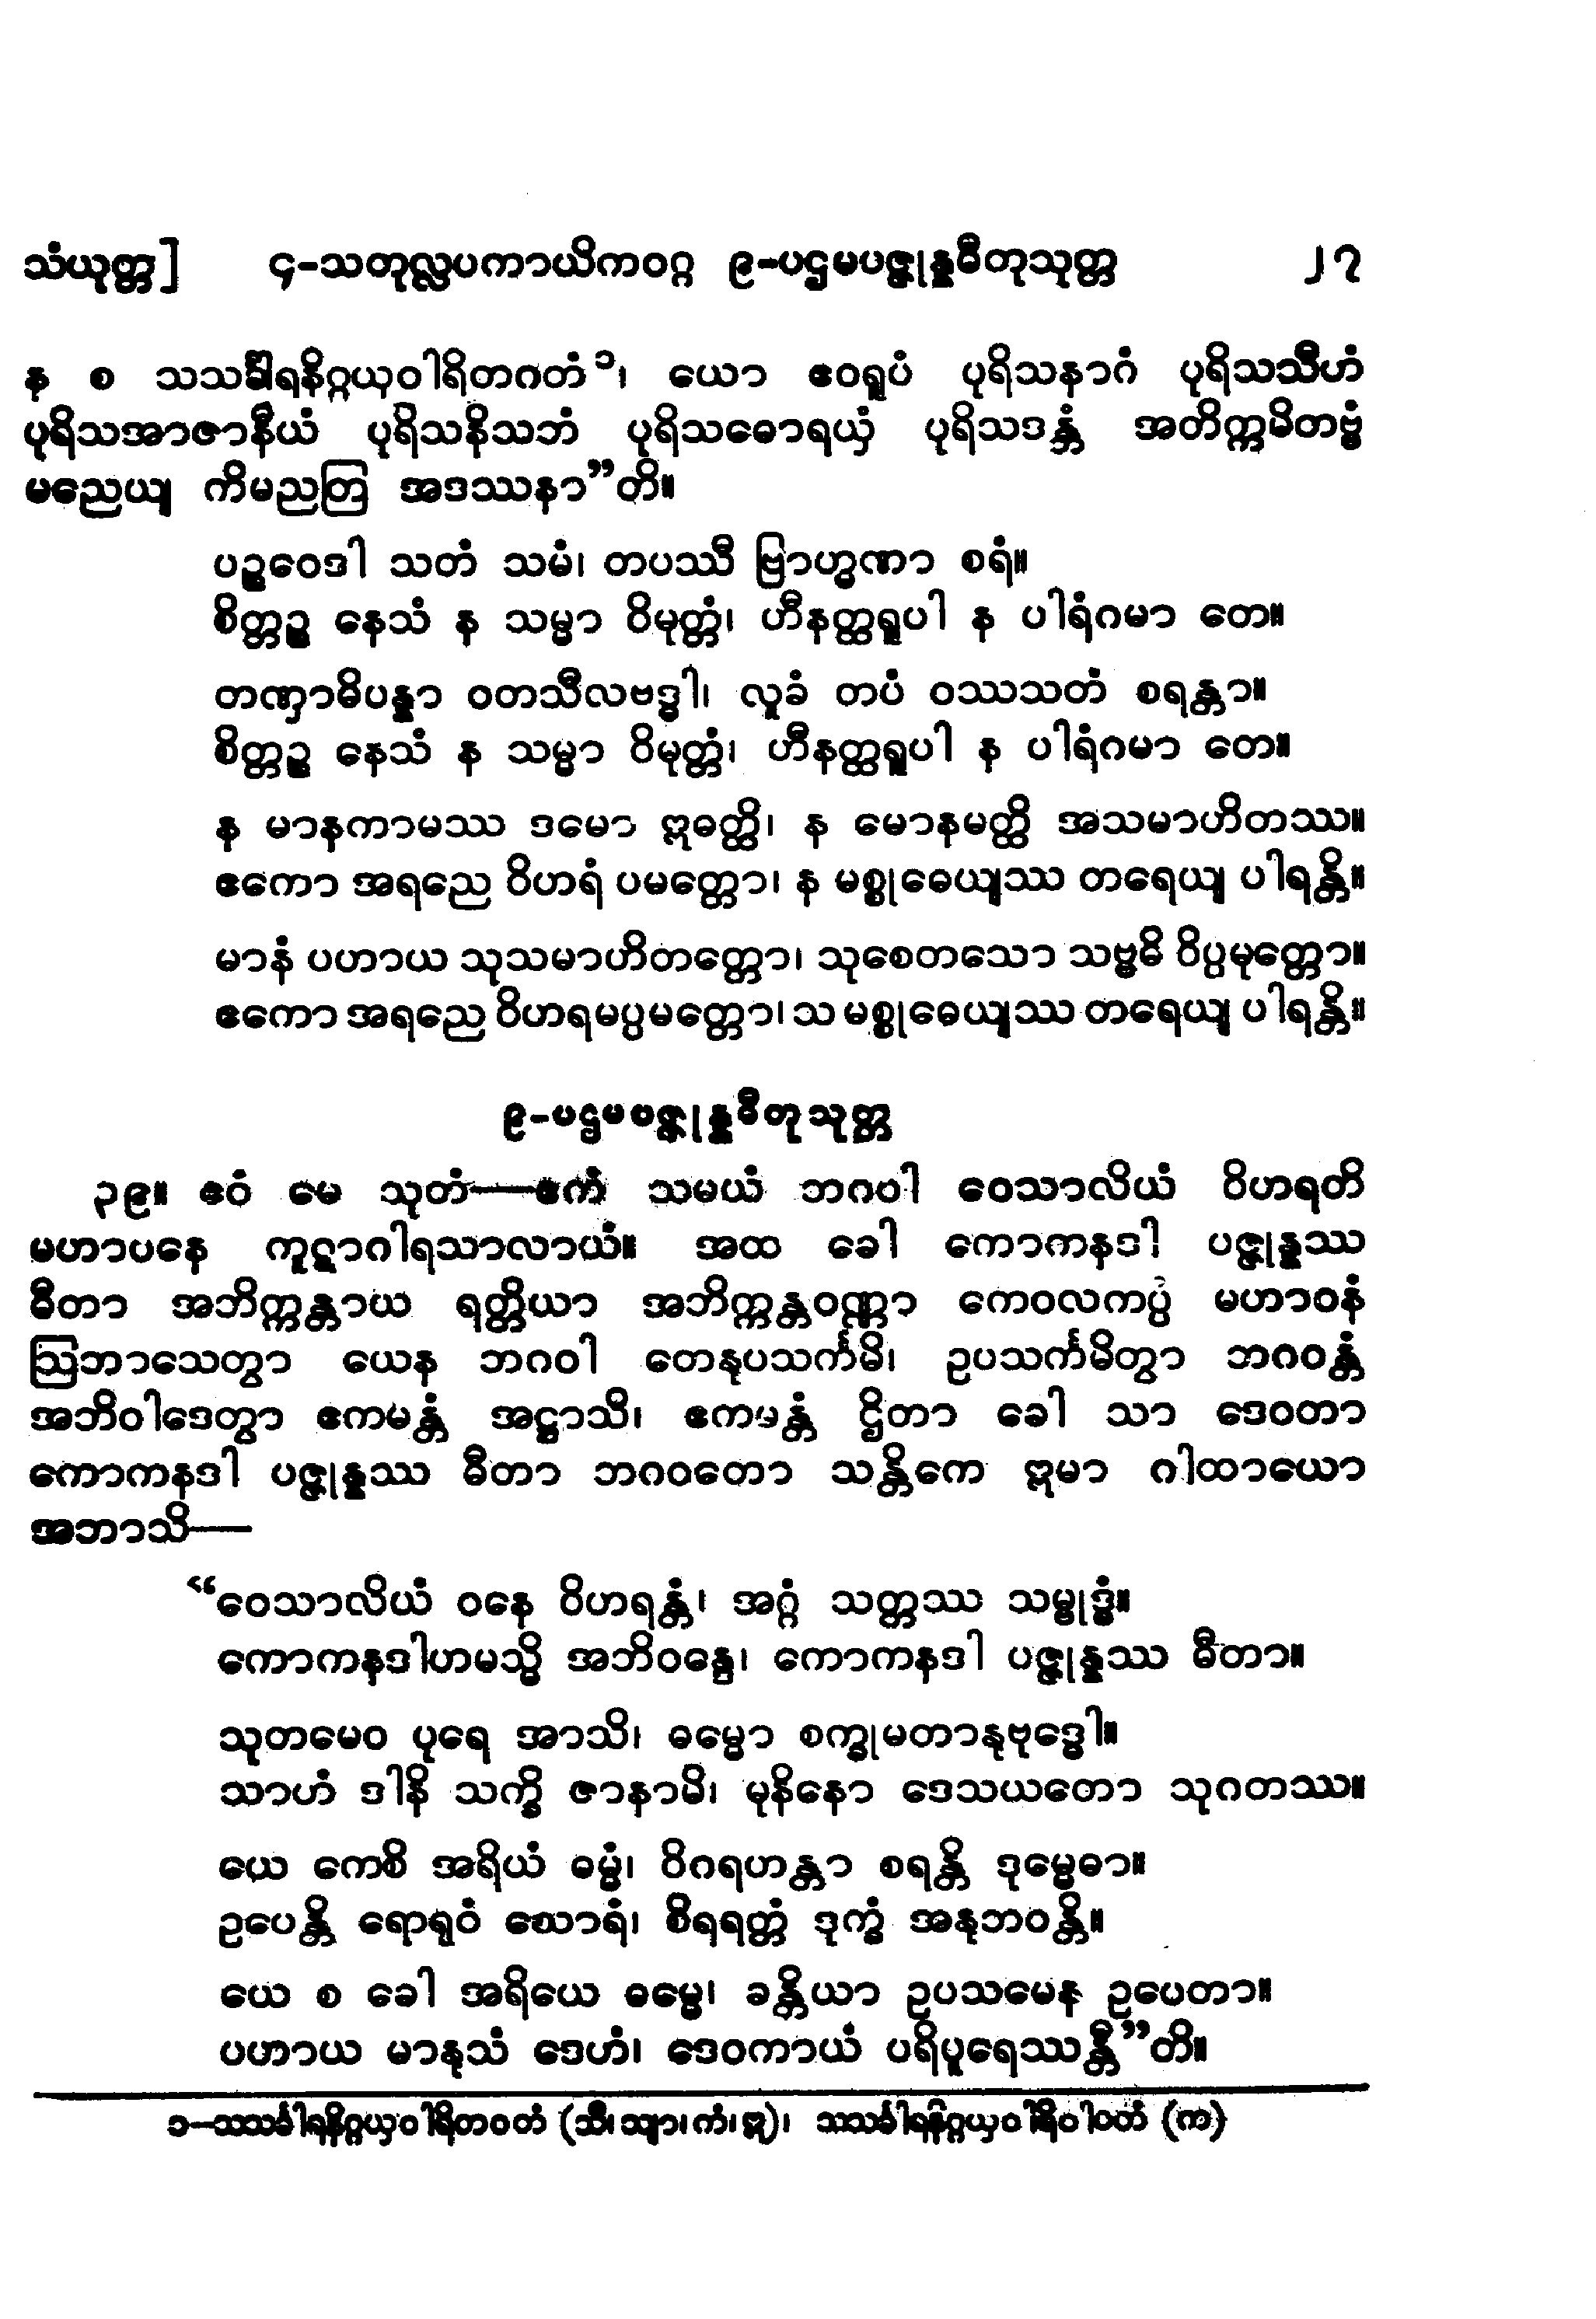 သံယုတ္တ] ၄-သတုလ္လပကာယိကဝဂ္ဂ ၉-ပဌမပဇ္ဇုန္နဓီတုသုတ္တ ၂၇
န စ သသင်္ခါရနိဂ္ဂယှဝါရိတဂတံ၁၊ ယော ဧဝရူပံ ပုရိသနာဂံ ပုရိသသီဟံ
ပုရိသအာဇာနီယံ ပုရိသနိသဘံ ပုရိသဓောရယှံ ပုရိသဒန္တံ အတိက္ကမိတဗ္ဗံ
မညေယျ ကိမညတြ အဒဿနာ”တိ။
ပဉ္စဝေဒါ သတံ သမံ၊ တပဿီ ဗြာဟ္မဏာ စရံ။
စိတ္တဉ္စ နေသံ န သမ္မာ ဝိမုတ္တံ၊ ဟီနတ္ထရူပါ န ပါရံဂမာ တေ။
တဏှာဓိပန္နာ ဝတသီလဗဒ္ဓါ၊ လူခံ တပံ ဝဿသတံ စရန္တာ။
စိတ္တဉ္စ နေသံ န သမ္မာ ဝိမုတ္တံ၊ ဟီနတ္ထရူပါ န ပါရံဂမာ တေ။
န မာနကာမဿ ဒမော ဣဓတ္ထိ၊ န မောနမတ္ထိ အသမာဟိတဿ။
ဧကော အရညေ ဝိဟရံ ပမတ္တော၊ န မစ္စုဓေယျဿ တရေယျ ပါရန္တိ။
မာနံ ပဟာယ သုသမာဟိတတ္တော၊ သုစေတသော သဗ္ဗဓိ ဝိပ္ပမုတ္တော။
ဧကော အရညေ ဝိဟရမပ္ပမတ္တော၊ သ မစ္စုဓေယျဿ တရေယျ ပါရန္တိ။
၉-ပဌမပဇ္ဇုန္နဓီတုသုတ္တ
၃၉။ ဧဝံ မေ သုတံ—ဧကံ သမယံ ဘဂဝါ ဝေသာလိယံ ဝိဟရတိ
မဟာဝနေ ကူဋာဂါရသာလာယံ။ အထ ခေါ ကောကနဒါ ပဇ္ဇုန္နဿ
ဓီတာ အဘိက္ကန္တာယ ရတ္တိယာ အဘိက္ကန္တဝဏ္ဏာ ကေဝလကပ္ပံ မဟာဝနံ
ဩဘာသေတွာ ယေန ဘဂဝါ တေနုပသင်္ကမိ၊ ဥပသင်္ကမိတွာ ဘဂဝန္တံ
အဘိဝါဒေတွာ ဧကမန္တံ အဋ္ဌာသိ၊ ဧကမန္တံ ဌိတာ ခေါ သာ ဒေဝတာ
ကောကနဒါ ပဇ္ဇုန္နဿ ဓီတာ ဘဂဝတော သန္တိကေ ဣမာ ဂါထာယော
အဘာသိ—
“ဝေသာလိယံ ဝနေ ဝိဟရန္တံ၊ အဂ္ဂံ သတ္တဿ သမ္ဗုဒ္ဓံ။
ကောကနဒါဟမသ္မိ အဘိဝန္ဒေ၊ ကောကနဒါ ပဇ္ဇုန္နဿ ဓီတာ။
သုတမေဝ ပုရေ အာသိ၊ ဓမ္မော စက္ခုမတာနုဗုဒ္ဓေါ။
သာဟံ ဒါနိ သက္ခိ ဇာနာမိ၊ မုနိနော ဒေသယတော သုဂတဿ။
ယေ ကေစိ အရိယံ ဓမ္မံ၊ ဝိဂရဟန္တာ စရန္တိ ဒုမ္မေဓာ။
ဥပေန္တိ ရောရုဝံ ဃောရံ၊ စိရရတ္တံ ဒုက္ခံ အနုဘဝန္တိ။
ယေ စ ခေါ အရိယေ ဓမ္မေ၊ ခန္တိယာ ဥပသမေန ဥပေတာ။
ပဟာယ မာနုသံ ဒေဟံ၊ ဒေဝကာယံ ပရိပူရေဿန္တီ”တိ။
၁—သသင်္ခါရနိဂ္ဂယှဝါရိတဝတံ (သီ၊ သျာ၊ ကံ၊ ဣ)၊ သသင်္ခါရနိဂ္ဂယှဝါရိဝါဝတံ (က)